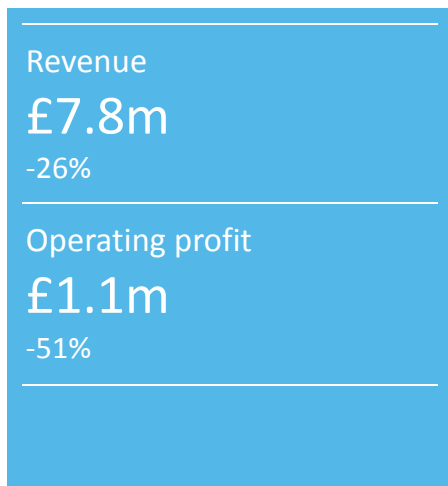 Revenue
£7.8m
-26%
Operating profit
£1.1m
-51%